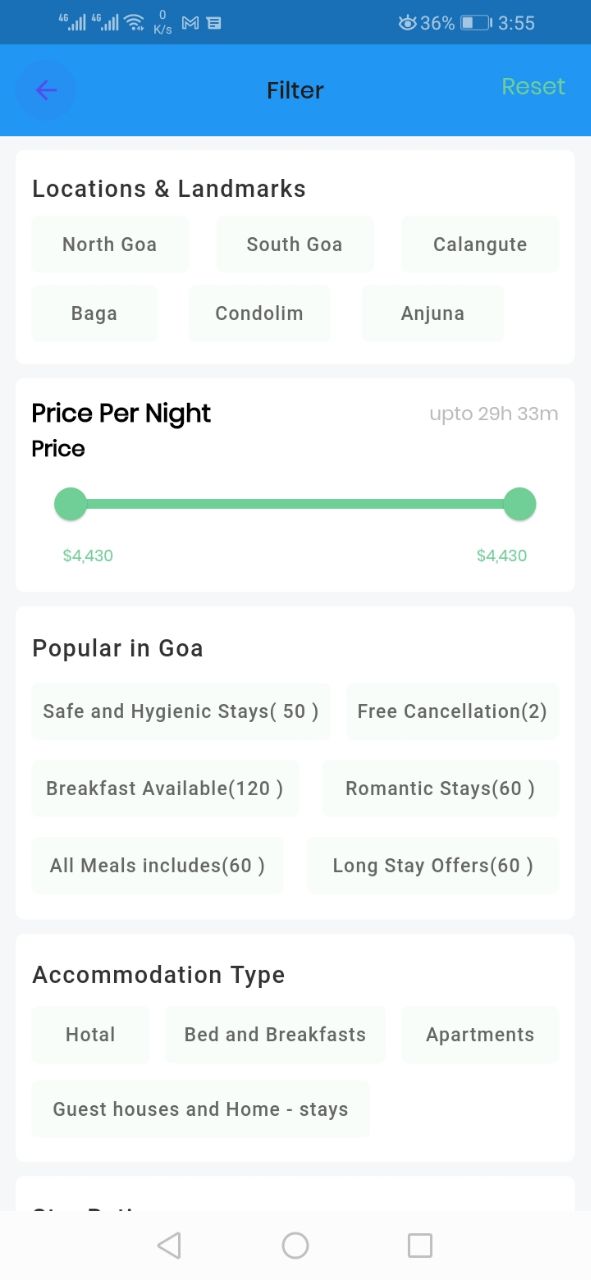 4G 4G 0 K/s 36% 3:55
Filter Reset
Locations & Landmarks
North Goa South Goa Calangute
Baga Condolim Anjuna
Price Per Night upto 29h 33m
Price
$4,430 $4,430
Popular in Goa
Safe and Hygienic Stays( 50 ) Free Cancellation(2)
Breakfast Available(120 ) Romantic Stays(60 )
All Meals includes(60 ) Long Stay Offers(60 )
Accommodation Type
Hotal Bed and Breakfasts Apartments
Guest houses and Home - stays